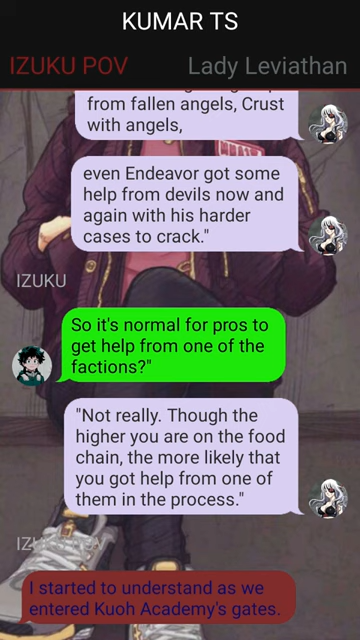 KUMAR TS
IZUKU POV Lady Leviathan
from fallen angels, Crust
with angels,
even Endeavor got some
help from devils now and
again with his harder
cases to crack."
IZUKU
So it's normal for pros to
get help from one of the
factions?"
"Not really. Though the
higher you are on the food
chain, the more likely that
you got help from one of
them in the process."
IZUKU POV
I started to understand as we
entered Kuoh Academy's gates.